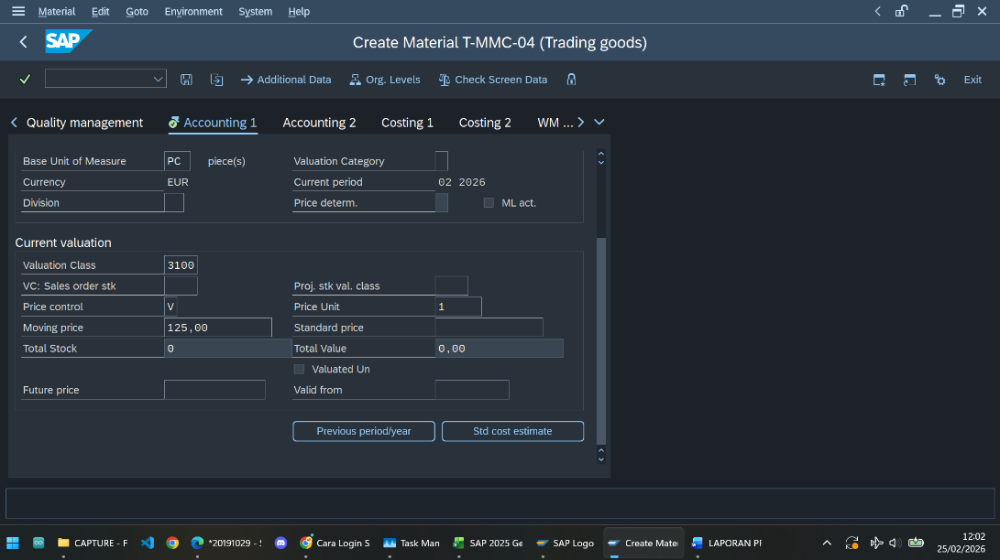 Material Edit Goto Environment System Help
SAP
Create Material T-MMC-04 (Trading goods)
Additional Data Org. Levels Check Screen Data Exit
Quality management Accounting 1 Accounting 2 Costing 1 Costing 2 WM ...
Base Unit of Measure PC piece(s) Valuation Category
Currency EUR Current period 02 2026
Division Price determ. ML act.
Current valuation
Valuation Class 3100
VC: Sales order stk Proj. stk val. class
Price control V Price Unit 1
Moving price 125,00 Standard price
Total Stock 0 Total Value 0,00
Valuated Un
Future price Valid from
Previous period/year Std cost estimate
CAPTURE - F *20191029 - S Cara Login S Task Man SAP 2025 Ge SAP Logo Create Mate LAPORAN PR
12:02
25/02/2026